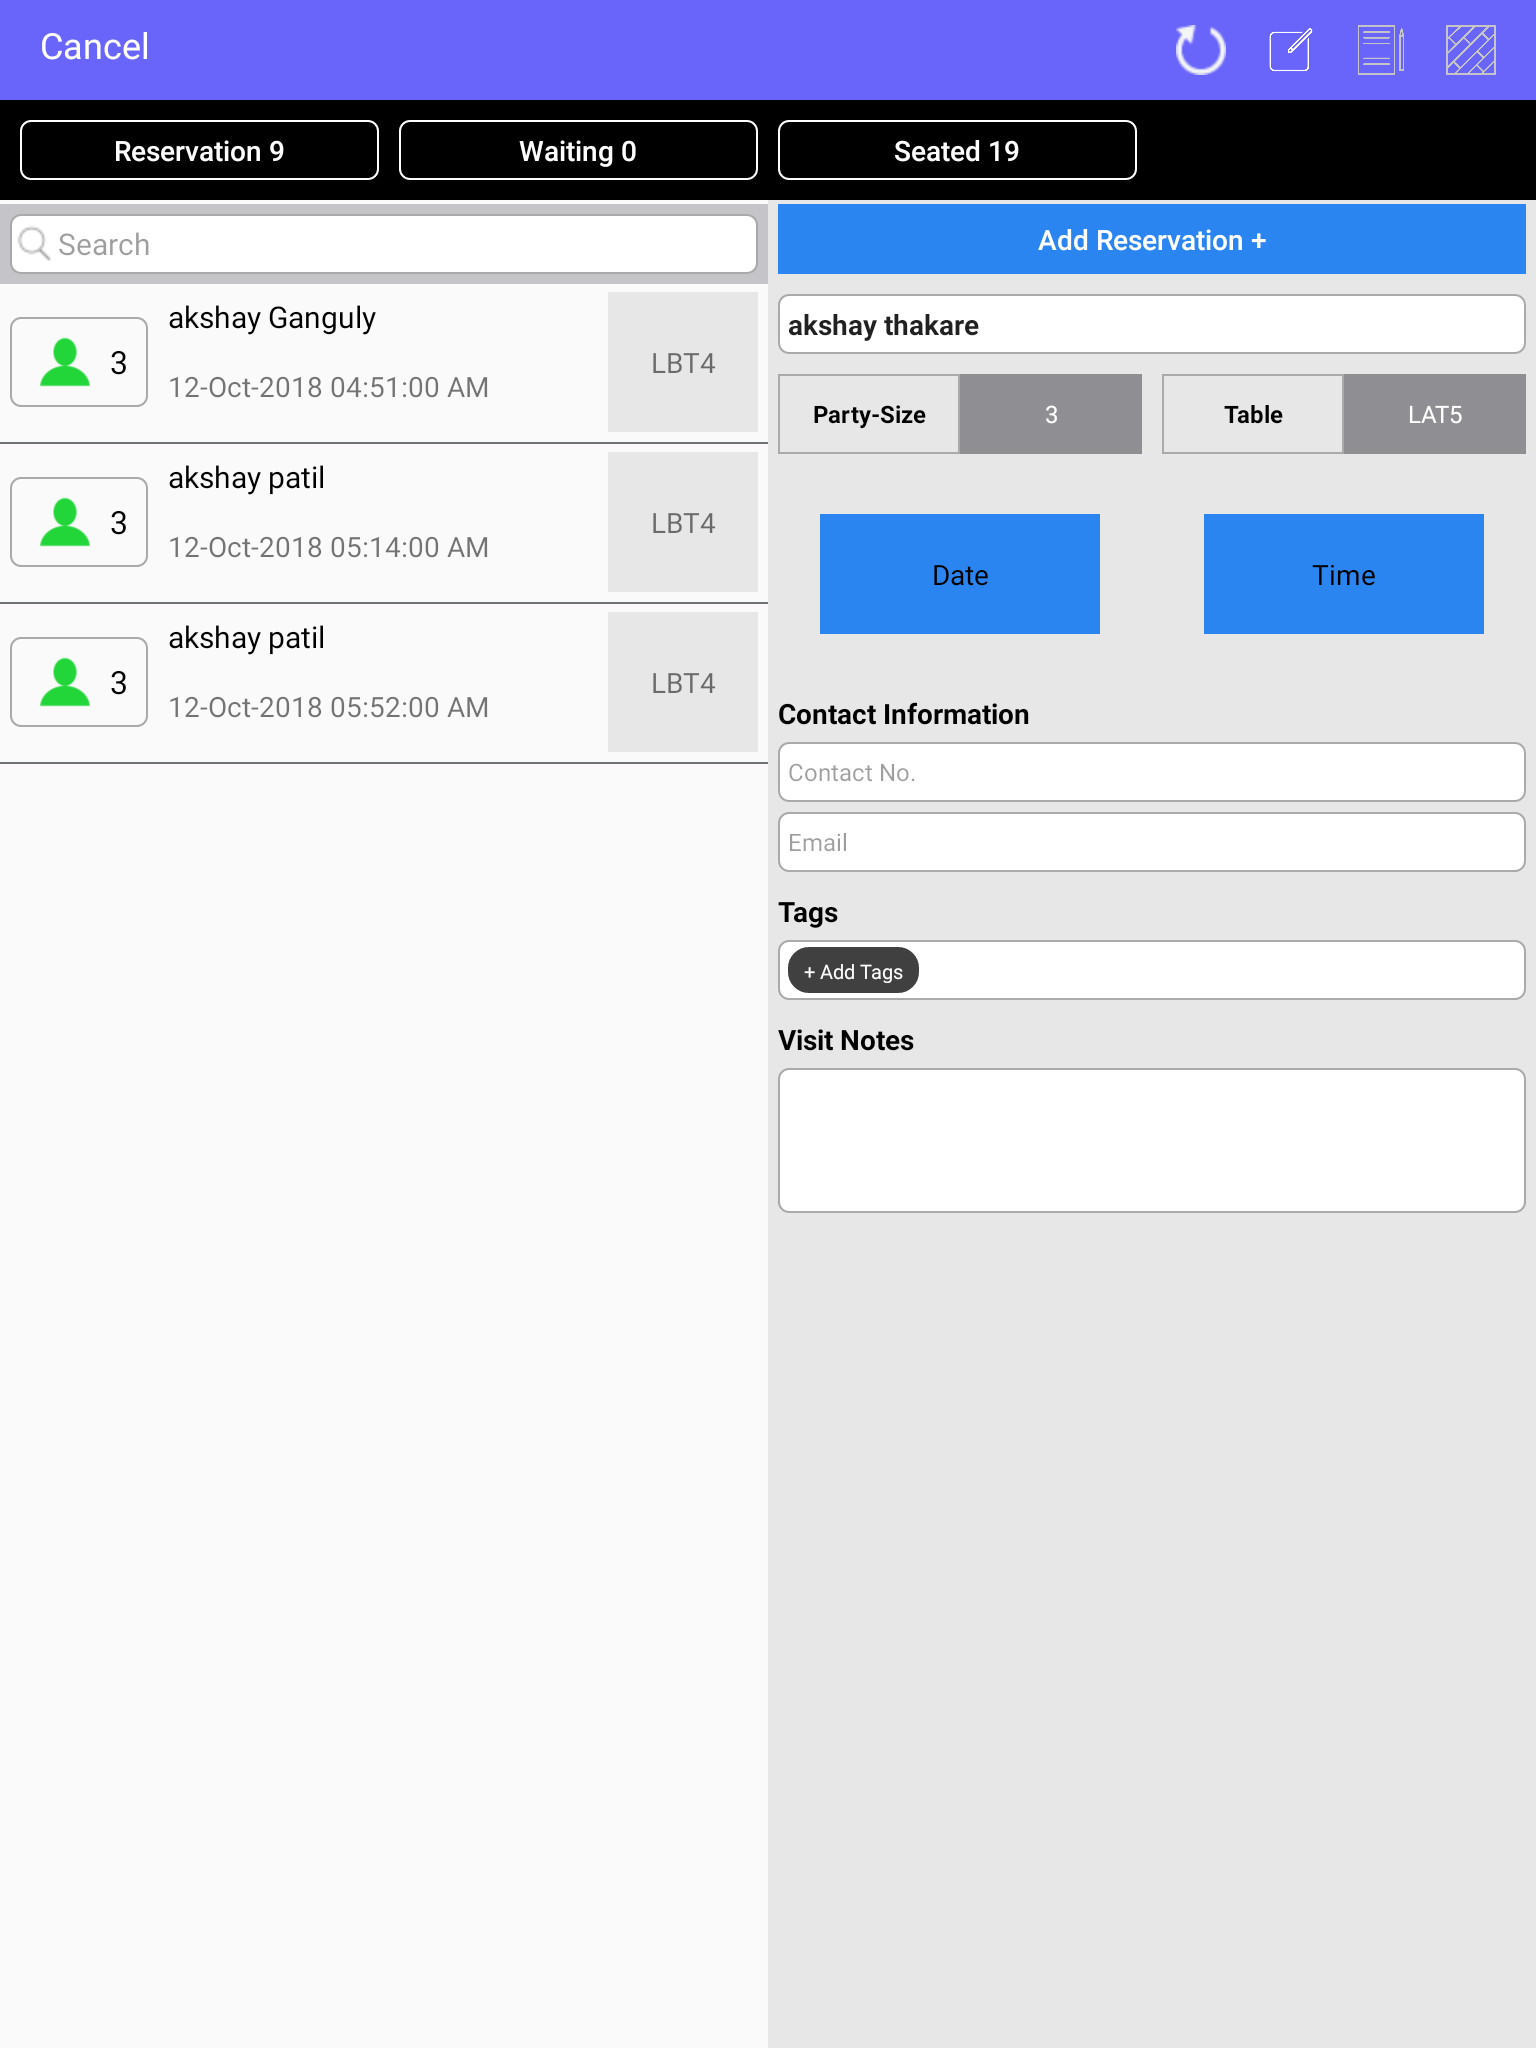 Cancel
Reservation 9
Waiting 0
Seated 19
Search
akshay Ganguly
3
12-Oct-2018 04:51:00 AM
LBT4
akshay patil
3
12-Oct-2018 05:14:00 AM
LBT4
akshay patil
3
12-Oct-2018 05:52:00 AM
LBT4
Add Reservation +
akshay thakare
Party-Size
3
Table
LAT5
Date
Time
Contact Information
Contact No.
Email
Tags
+ Add Tags
Visit Notes